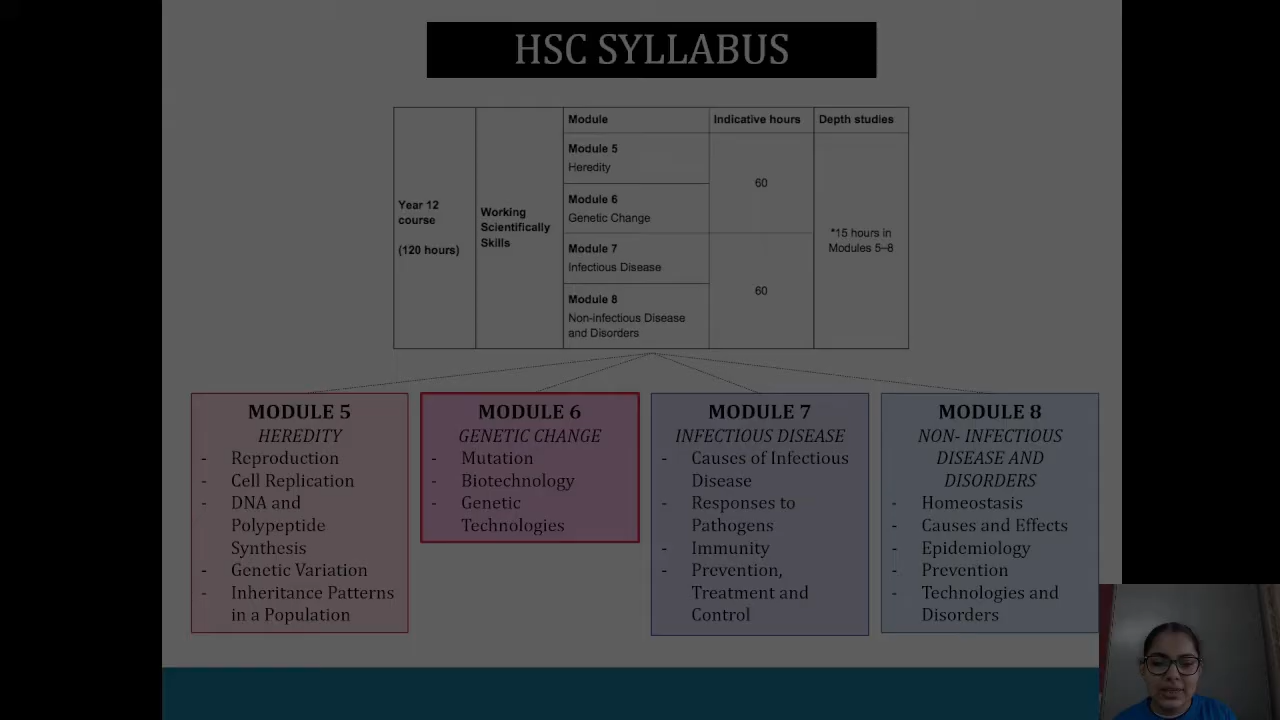 HSC SYLLABUS
Module
Indicative hours
Depth studies
Year 12
course
(120 hours)
Working
Scientifically
Skills
Module 5
Heredity
Module 6
Genetic Change
60
Module 7
Infectious Disease
Module 8
Non-infectious Disease
and Disorders
60
*15 hours in
Modules 5–8
MODULE 5
HEREDITY
- Reproduction
- Cell Replication
- DNA and
Polypeptide
Synthesis
- Genetic Variation
- Inheritance Patterns
in a Population
MODULE 6
GENETIC CHANGE
- Mutation
- Biotechnology
- Genetic
Technologies
MODULE 7
INFECTIOUS DISEASE
- Causes of Infectious
Disease
- Responses to
Pathogens
- Immunity
- Prevention,
Treatment and
Control
MODULE 8
NON- INFECTIOUS
DISEASE AND
DISORDERS
- Homeostasis
- Causes and Effects
- Epidemiology
- Prevention
- Technologies and
Disorders